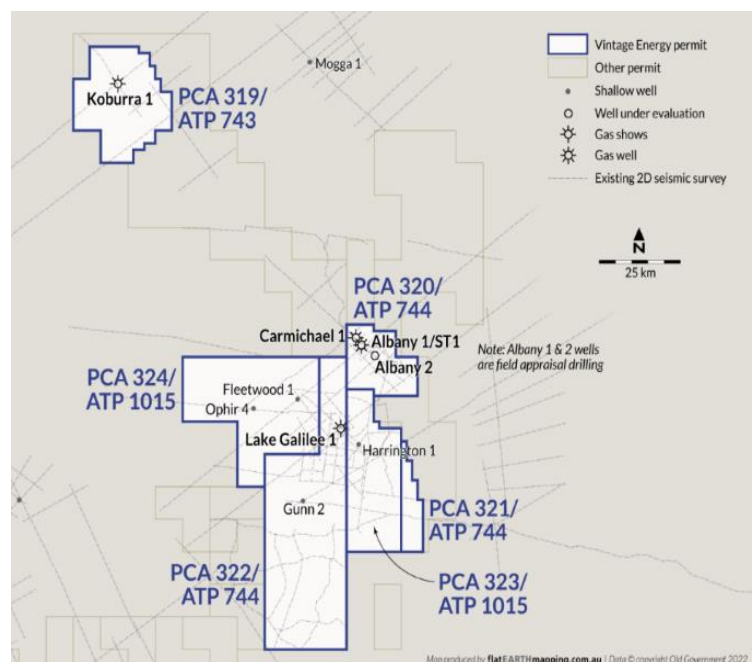 Vintage Energy permit
Other permit
Shallow well
Well under evaluation
Gas shows
Gas well
Existing 2D seismic survey
N
25 km
Mogga 1
Koburra 1
PCA 319/
ATP 743
PCA 320/
ATP 744
Carmichael 1
Albany 1/ST1
Albany 2
Note: Albany 1 & 2 wells
are field appraisal drilling
PCA 324/
ATP 1015
Fleetwood 1
Ophir 4
Lake Galilee 1
Harrington 1
Gunn 2
PCA 321/
ATP 744
PCA 322/
ATP 744
PCA 323/
ATP 1015
Map produced by flatEARTHmapping.com.au | Data © copyright Qld Government 2022